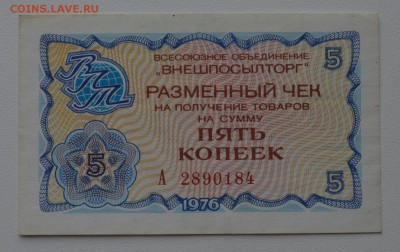 COINS.LAVE.RU
5
ВПТ
ВСЕСОЮЗНОЕ ОБЪЕДИНЕНИЕ
"ВНЕШПОСЫЛТОРГ"
РАЗМЕННЫЙ ЧЕК
НА ПОЛУЧЕНИЕ ТОВАРОВ
НА СУММУ
ПЯТЬ
КОПЕЕК
5
А 2890184
5
1976